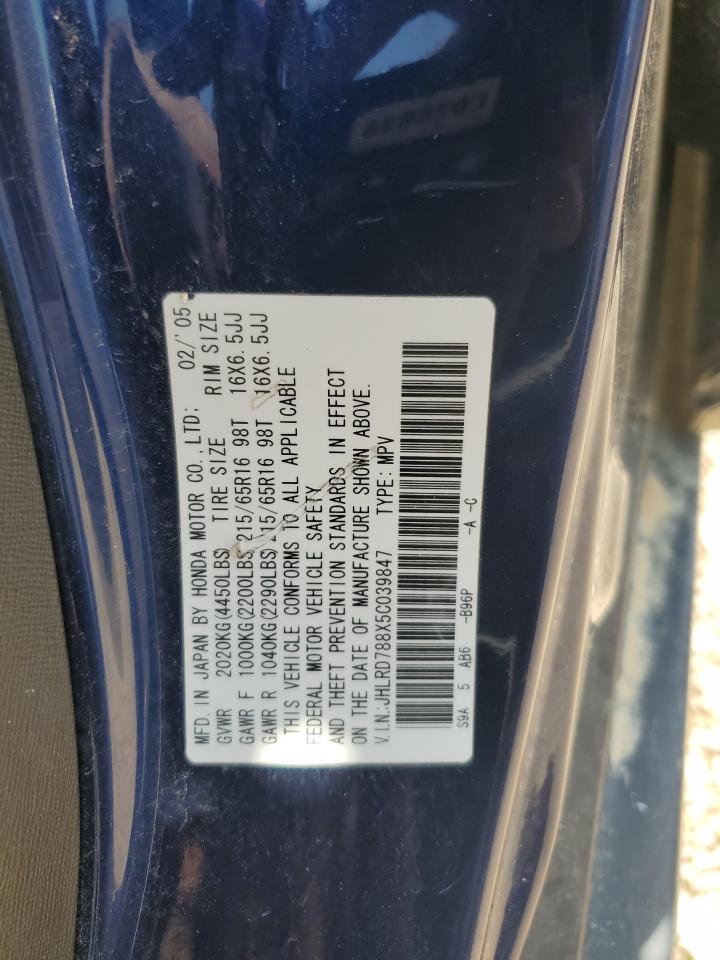 MFD. IN JAPAN BY HONDA MOTOR CO.,LTD; 02/'05
GVWR 2020KG(4450LBS) TIRE SIZE RIM SIZE
GAWR F 1000KG(2200LBS) 215/65R16 98T 16X6.5JJ
GAWR R 1040KG(2290LBS) 215/65R16 98T 16X6.5JJ
THIS VEHICLE CONFORMS TO ALL APPLICABLE
FEDERAL MOTOR VEHICLE SAFETY
AND THEFT PREVENTION STANDARDS IN EFFECT
ON THE DATE OF MANUFACTURE SHOWN ABOVE.
V.I.N.:JHLRD788X5C039847 TYPE: MPV
S9A 5 AB6 -B96P -A -C